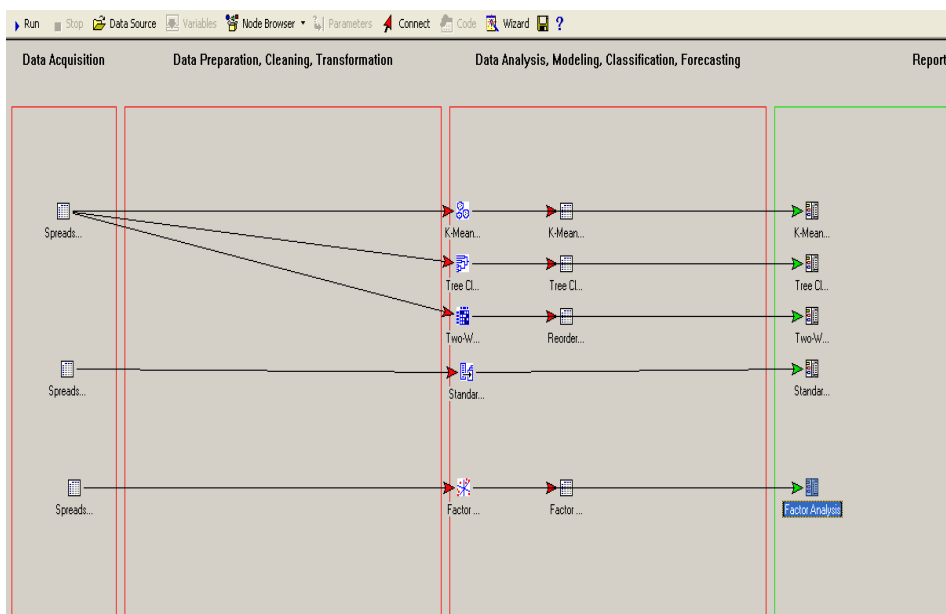 Run Stop Data Source Variables Node Browser Parameters Connect Code Wizard ?
Data Acquisition Data Preparation, Cleaning, Transformation Data Analysis, Modeling, Classification, Forecasting Report
Spreads... K-Mean... K-Mean... K-Mean...
Tree Cl... Tree Cl... Tree Cl...
Two-W... Reorder... Two-W...
Spreads... Standar... Standar...
Spreads... Factor ... Factor ... Factor Analysis